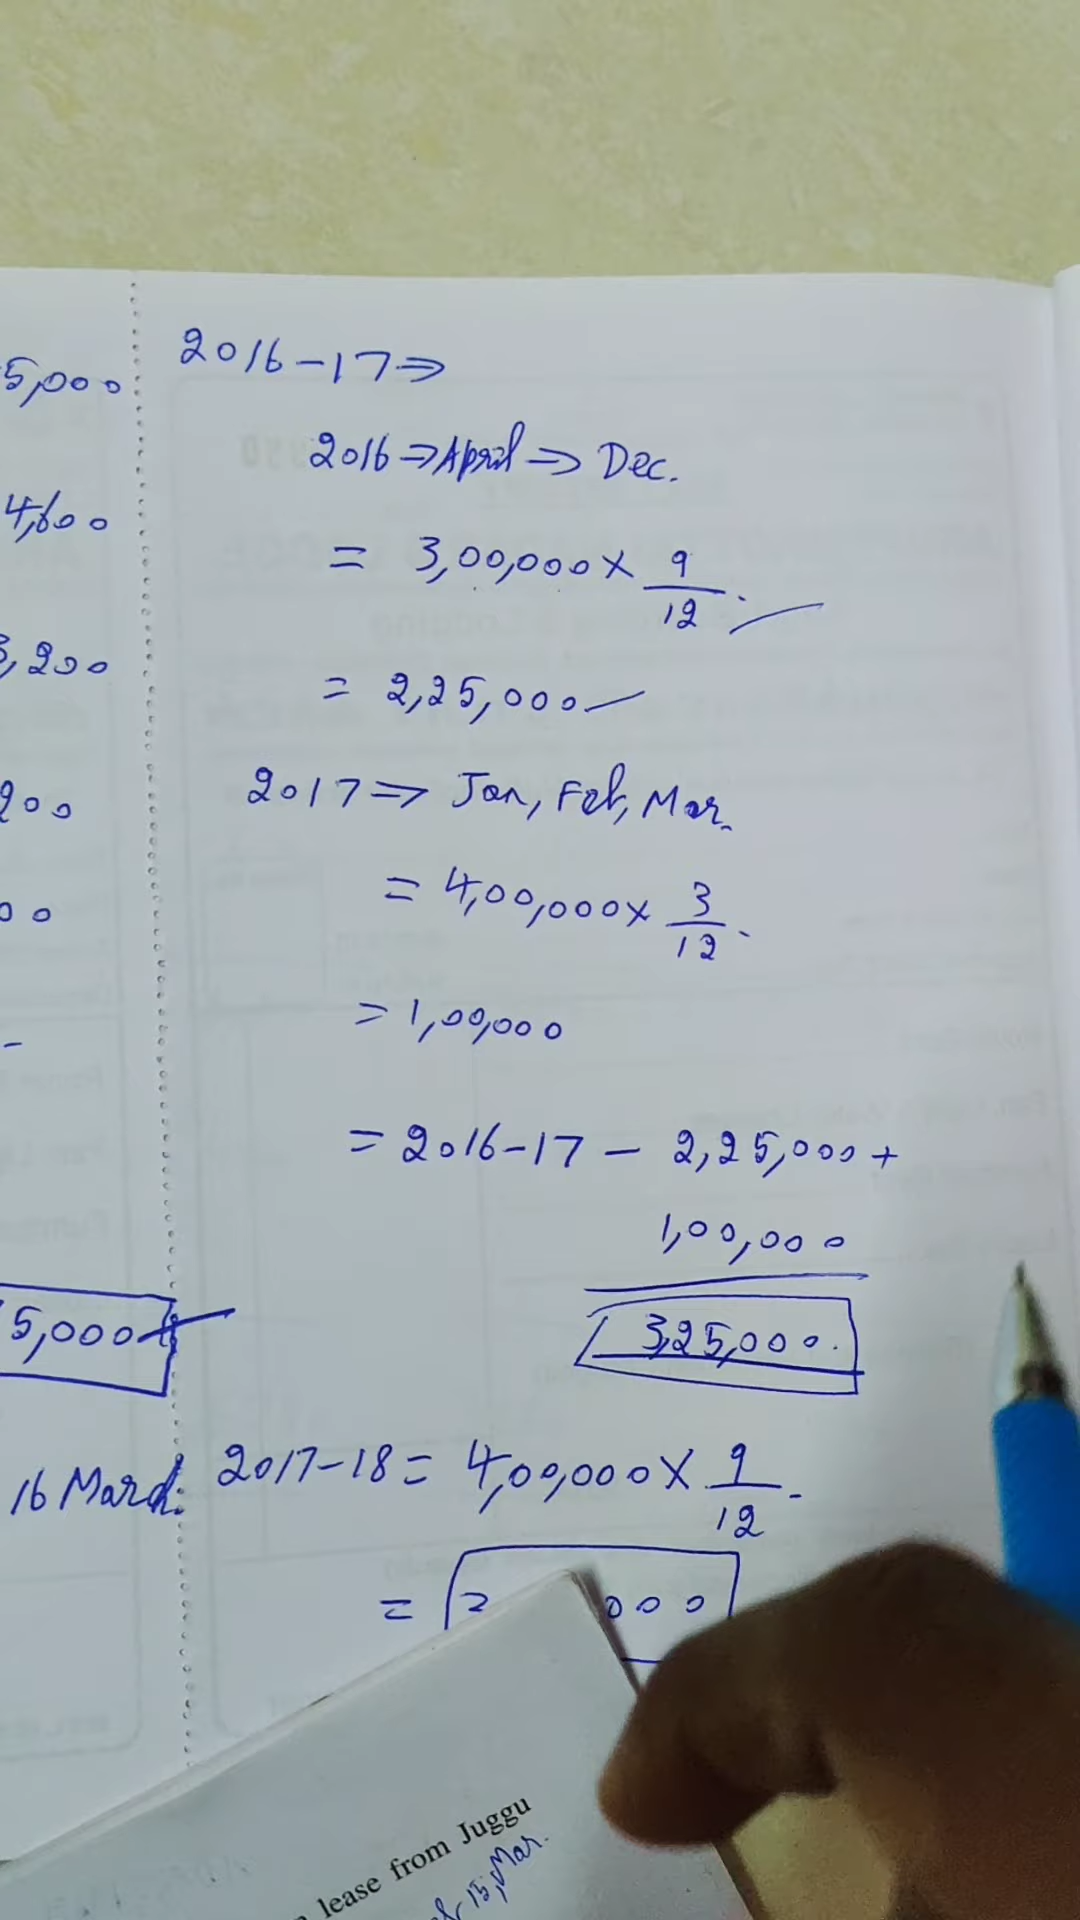 5,000
4,600
3,200
200
00
-
5,000
16 March:
2016-17⇒
2016⇒April⇒ Dec.
= 3,00,000 × 9/12.
= 2,25,000
2017⇒ Jan, Feb, Mar.
= 4,00,000 × 3/12.
= 1,00,000
= 2016-17 - 2,25,000 +
1,00,000
3,25,000.
2017-18 = 4,00,000 × 9/12.
= 000
lease from Juggu
15, Mar.